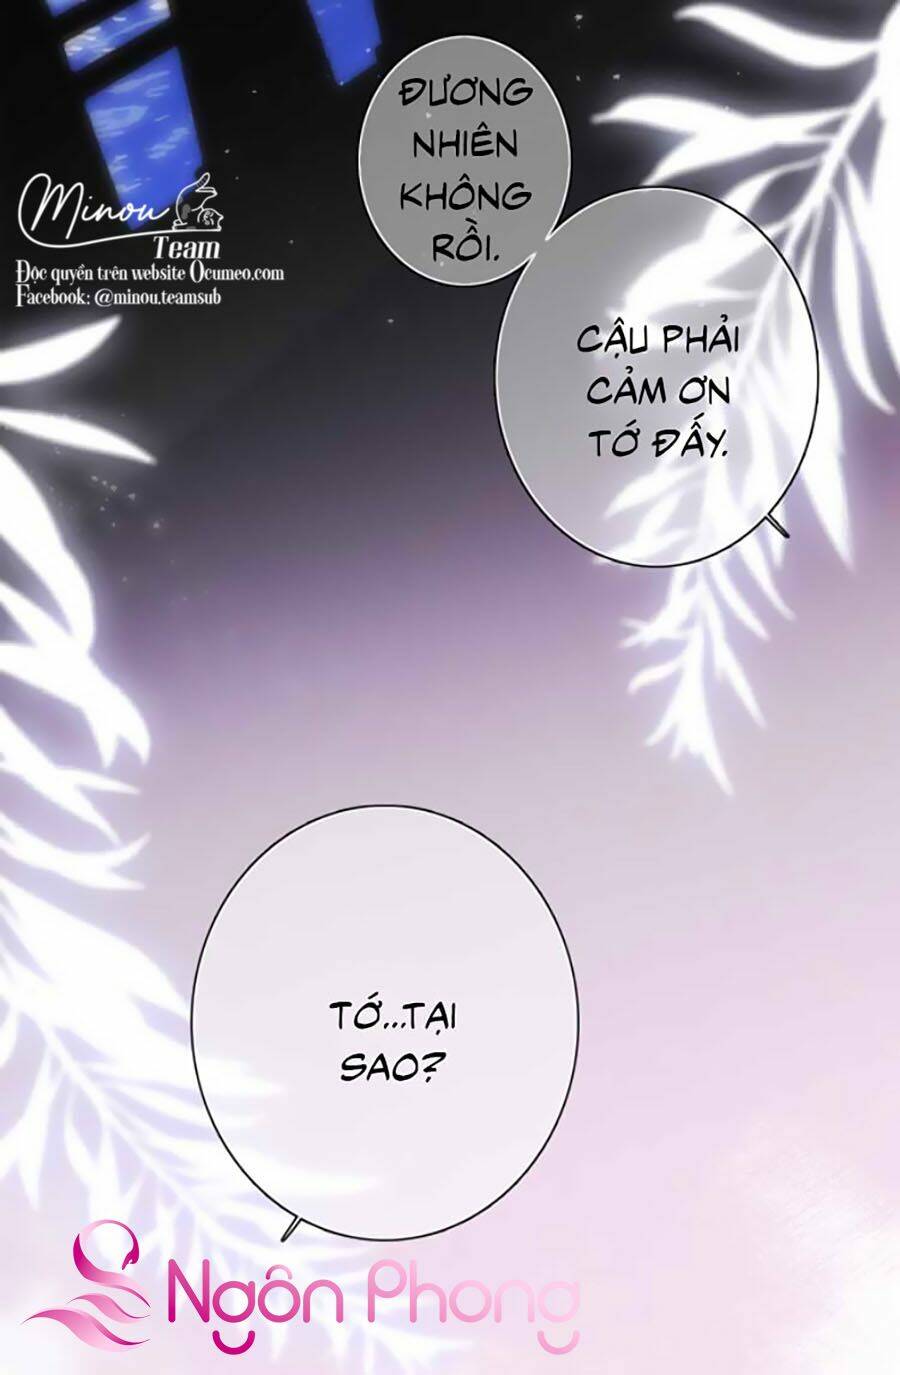 ĐƯƠNG
NHIÊN
KHÔNG
RỒI.
Minou
Team
Độc quyền trên website Ocumeo.com
Facebook: @minou.teamsub
CẬU PHẢI
CẢM ƠN
TỚ ĐẤY.
TỚ...TẠI
SAO?
Ngôn Phong